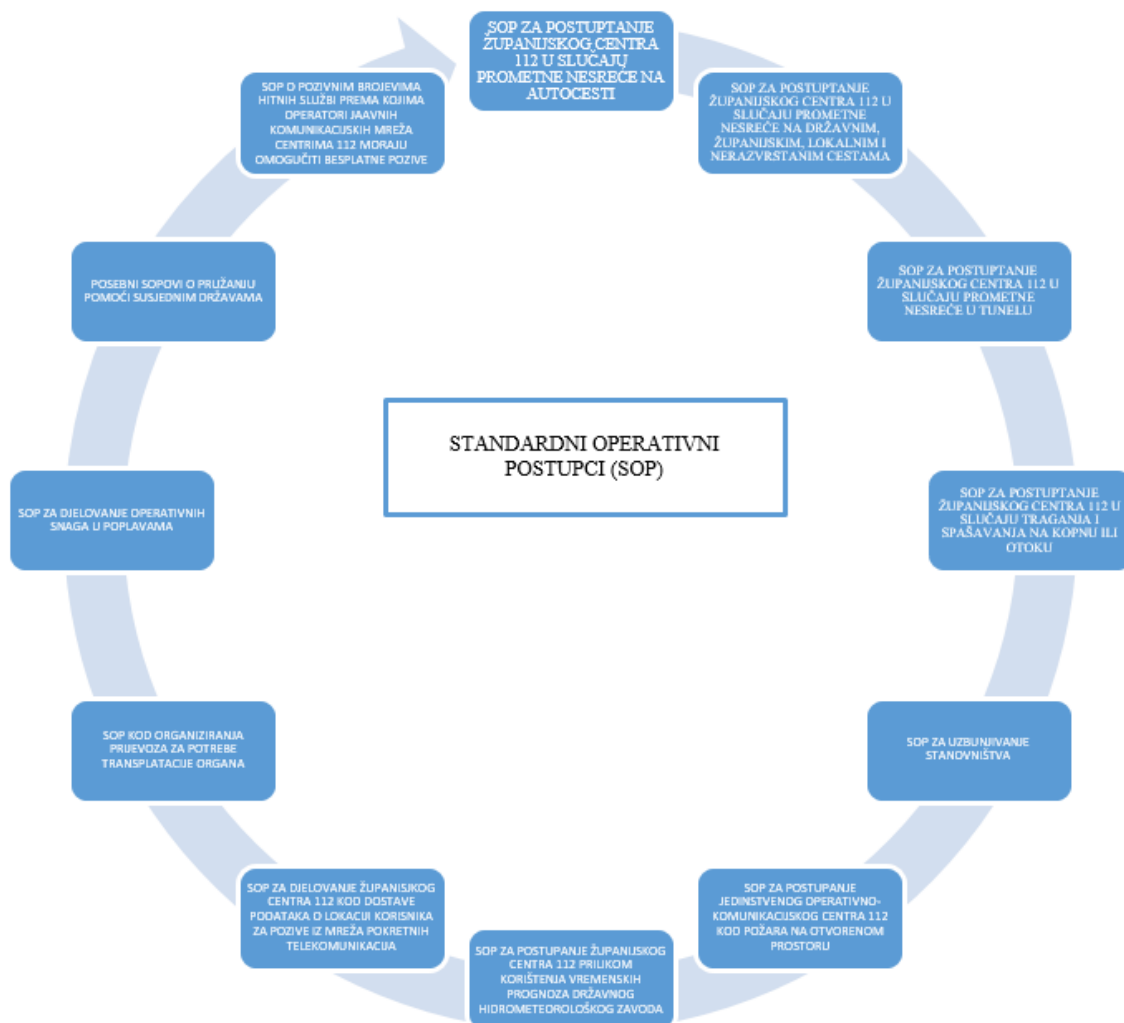 SOP ZA POSTUPTANJE
ŽUPANIJSKOG CENTRA
112 U SLUČAJU
PROMETNE NESREĆE NA
AUTOCESTI
SOP ZA POSTUPTANJE
ŽUPANIJSKOG CENTRA 112 U
SLUČAJU PROMETNE
NESREĆE NA DRŽAVNIM,
ŽUPANIJSKIM, LOKALNIM I
NERAZVRSTANIM CESTAMA
SOP ZA POSTUPTANJE
ŽUPANIJSKOG CENTRA 112 U
SLUČAJU PROMETNE
NESREĆE U TUNELU
SOP ZA POSTUPTANJE
ŽUPANIJSKOG CENTRA 112 U
SLUČAJU TRAGANJA I
SPAŠAVANJA NA KOPNU ILI
OTOKU
SOP ZA UZBUNJIVANJE
STANOVNIŠTVA
SOP ZA POSTUPANJE
JEDINSTVENOG OPERATIVNO-
KOMUNIKACIJSKOG CENTRA 112
KOD POŽARA NA OTVORENOM
PROSTORU
SOP ZA POSTUPANJE ŽUPANIJSKOG
CENTRA 112 PRILIKOM
KORIŠTENJA VREMENSKIH
PROGNOZA DRŽAVNOG
HIDROMETEOROLOŠKOG ZAVODA
SOP ZA DJELOVANJE ŽUPANISJKOG
CENTRA 112 KOD DOSTAVE
PODATAKA O LOKACIJI KORISNIKA
ZA POZIVE IZ MREŽA POKRETNIH
TELEKOMUNIKACIJA
SOP KOD ORGANIZIRANJA
PRIJEVOZA ZA POTREBE
TRANSPLATACIJE ORGANA
SOP ZA DJELOVANJE OPERATIVNIH
SNAGA U POPLAVAMA
POSEBNI SOPOVI O PRUŽANJU
POMOĆI SUSJEDNIM DRŽAVAMA
SOP O POZIVNIM BROJEVIMA
HITNIH SLUŽBI PREMA KOJIMA
OPERATORI JAAVNIH
KOMUNIKACIJSKIH MREŽA
CENTRIMA 112 MORAJU
OMOGUČITI BESPLATNE POZIVE
STANDARDNI OPERATIVNI
POSTUPCI (SOP)